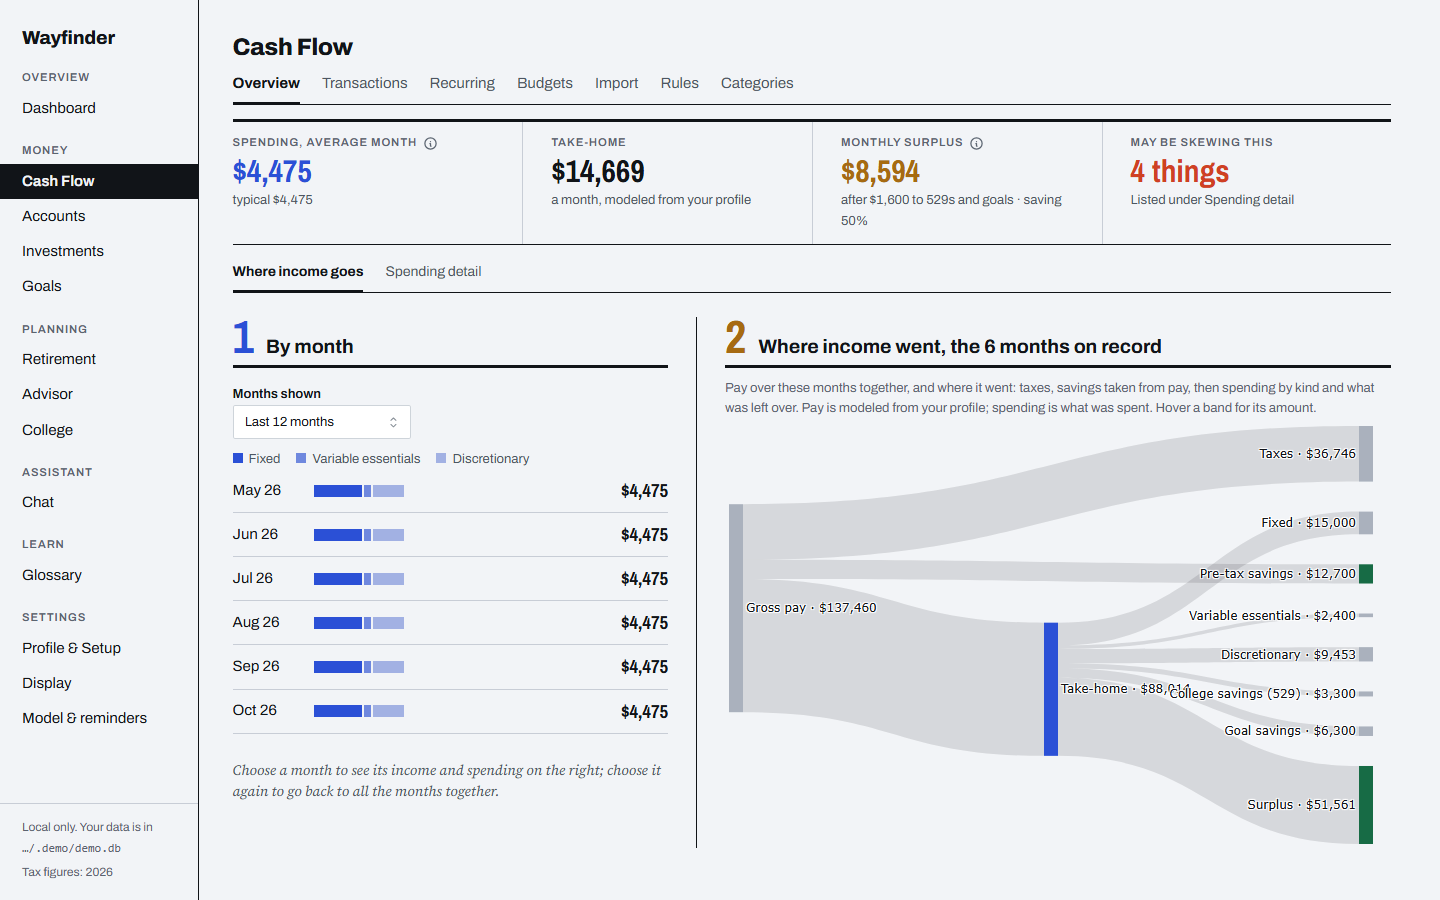 Wayfinder
OVERVIEW
Dashboard
MONEY
Cash Flow
Accounts
Investments
Goals
PLANNING
Retirement
Advisor
College
ASSISTANT
Chat
LEARN
Glossary
SETTINGS
Profile & Setup
Display
Model & reminders
Local only. Your data is in
…/.demo/demo.db
Tax figures: 2026
Cash Flow
Overview Transactions Recurring Budgets Import Rules Categories
SPENDING, AVERAGE MONTH
$4,475
typical $4,475
TAKE-HOME
$14,669
a month, modeled from your profile
MONTHLY SURPLUS
$8,594
after $1,600 to 529s and goals · saving
50%
MAY BE SKEWING THIS
4 things
Listed under Spending detail
Where income goes Spending detail
1 By month
Months shown
Last 12 months
Fixed Variable essentials Discretionary
May 26 $4,475
Jun 26 $4,475
Jul 26 $4,475
Aug 26 $4,475
Sep 26 $4,475
Oct 26 $4,475
Choose a month to see its income and spending on the right; choose it
again to go back to all the months together.
2 Where income went, the 6 months on record
Pay over these months together, and where it went: taxes, savings taken from pay, then spending by kind and what
was left over. Pay is modeled from your profile; spending is what was spent. Hover a band for its amount.
Taxes · $36,746
Fixed · $15,000
Pre-tax savings · $12,700
Gross pay · $137,460
Variable essentials · $2,400
Discretionary · $9,453
Take-home · $88,014
College savings (529) · $3,300
Goal savings · $6,300
Surplus · $51,561